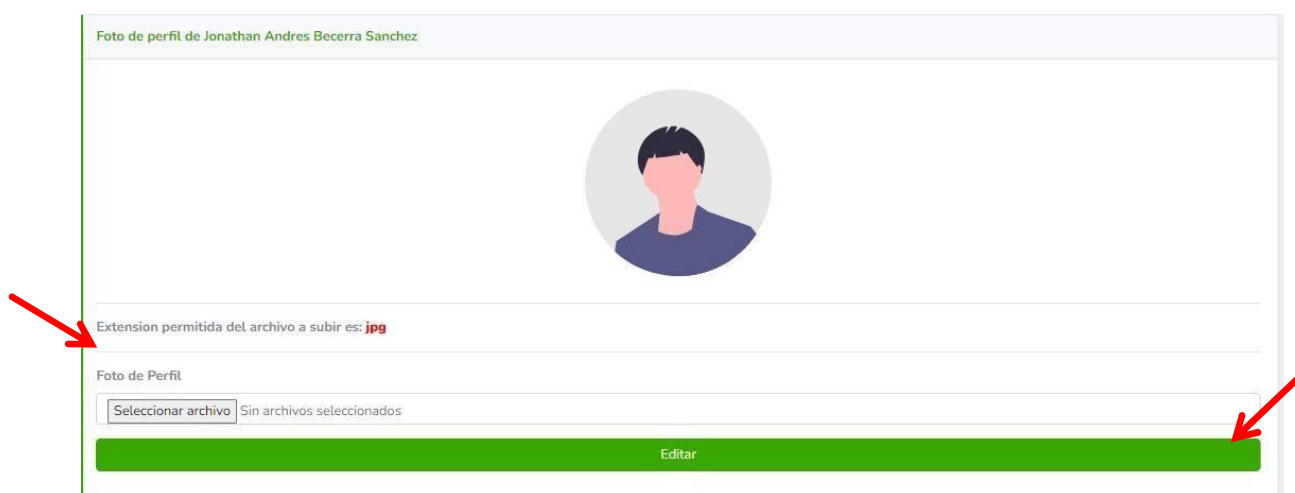 Foto de perfil de Jonathan Andres Becerra Sanchez
Extension permitida del archivo a subir es: jpg
Foto de Perfil
Seleccionar archivo Sin archivos seleccionados
Editar